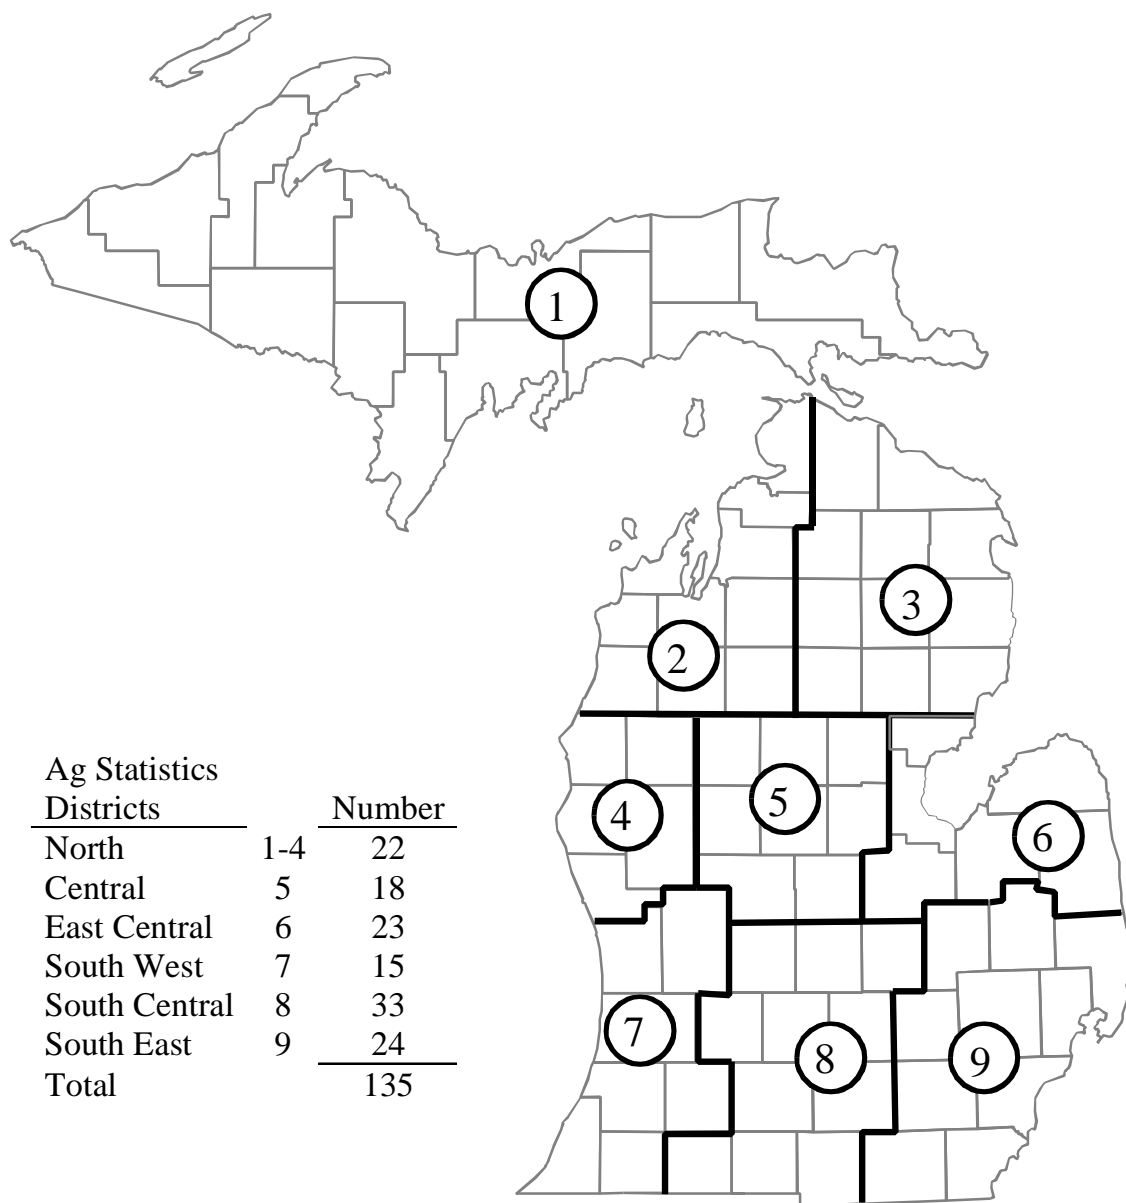 1
3
2
Ag Statistics
Districts Number
North 1-4 22
Central 5 18
East Central 6 23
South West 7 15
South Central 8 33
South East 9 24
Total 135
5
4
6
7
8
9